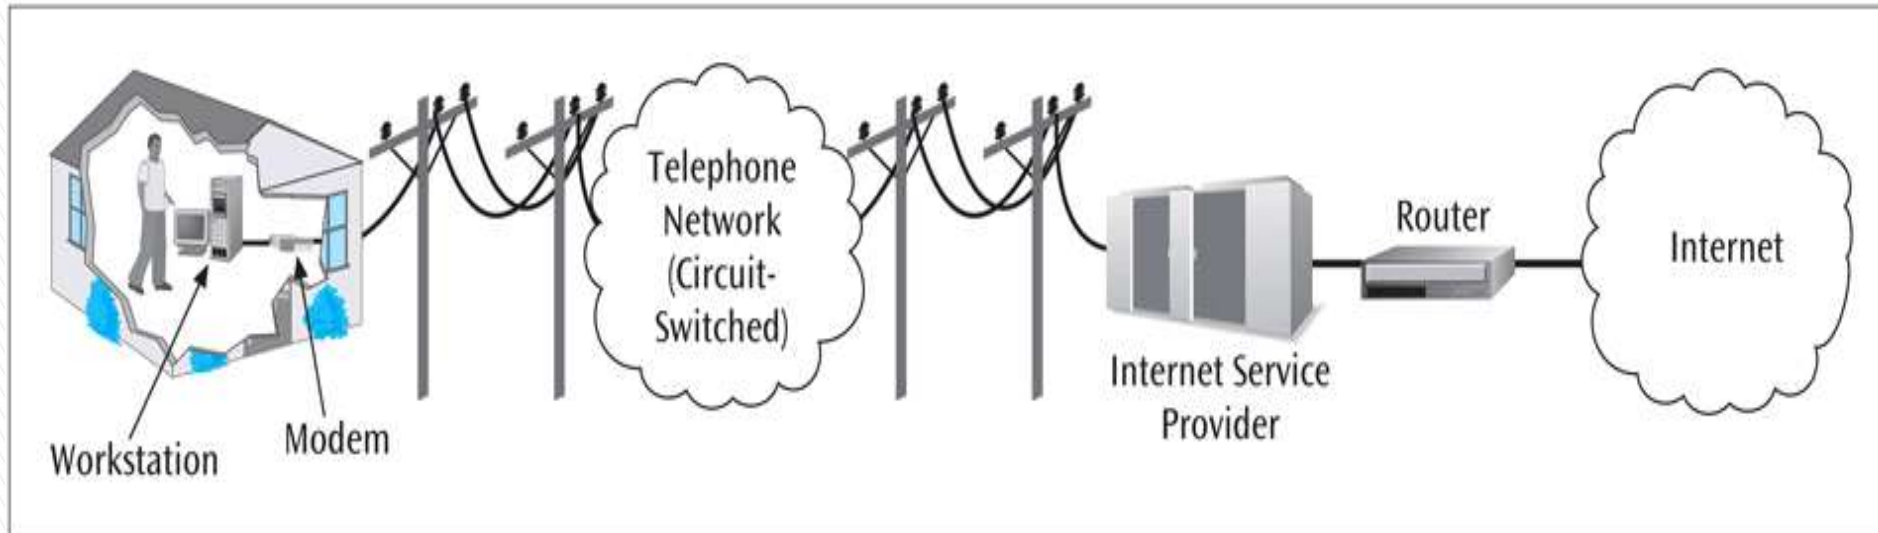 Workstation
Modem
Telephone
Network
(Circuit-
Switched)
Internet Service
Provider
Router
Internet